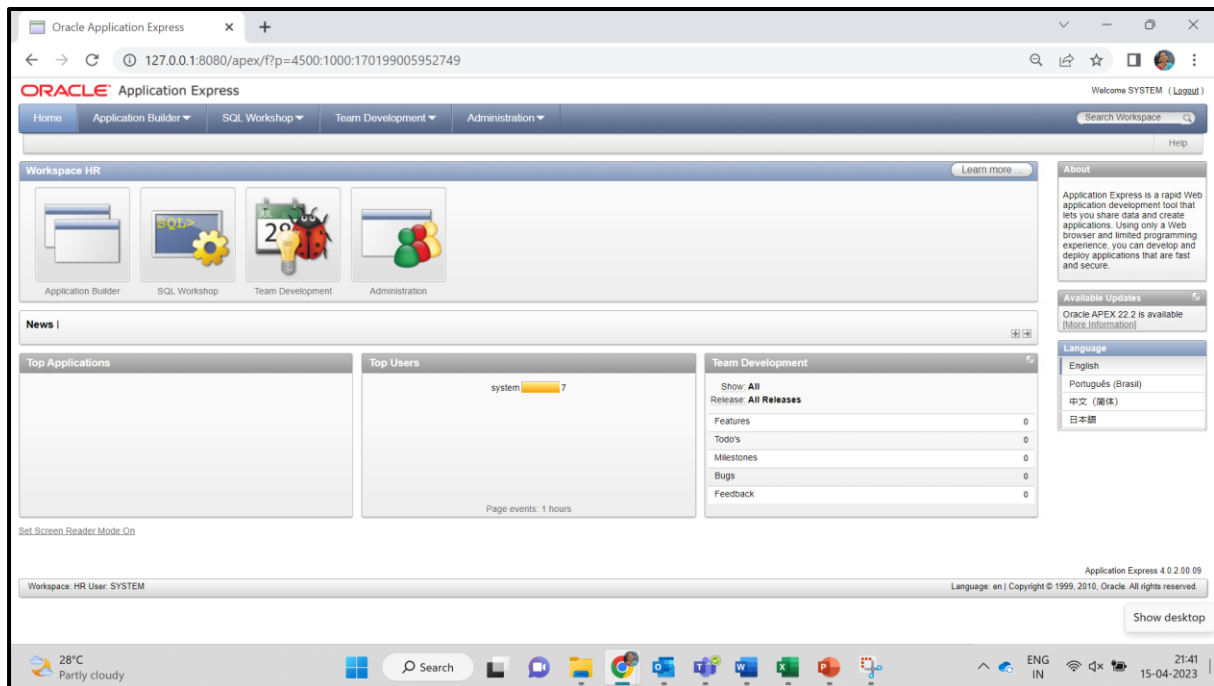 Oracle Application Express
127.0.0.1:8080/apex/f?p=4500:1000:170199005952749
ORACLE Application Express
Welcome SYSTEM ( Logout )
Home Application Builder SQL Workshop Team Development Administration
Search Workspace
Help
Workspace HR
Learn more ...
SQL>
JUL
28
Application Builder SQL Workshop Team Development Administration
About
Application Express is a rapid Web
application development tool that
lets you share data and create
applications. Using only a Web
browser and limited programming
experience, you can develop and
deploy applications that are fast
and secure.
Available Updates
Oracle APEX 22.2 is available
[More Information]
Language
English
Português (Brasil)
中文 (简体)
日本語
News |
Top Applications
Top Users
system 7
Page events: 1 hours
Team Development
Show: All
Release: All Releases
Features 0
Todo's 0
Milestones 0
Bugs 0
Feedback 0
Set Screen Reader Mode On
Application Express 4.0.2.00.09
Workspace: HR User: SYSTEM
Language: en | Copyright © 1999, 2010, Oracle. All rights reserved.
Show desktop
28°C
Partly cloudy
Search
ENG
IN
21:41
15-04-2023